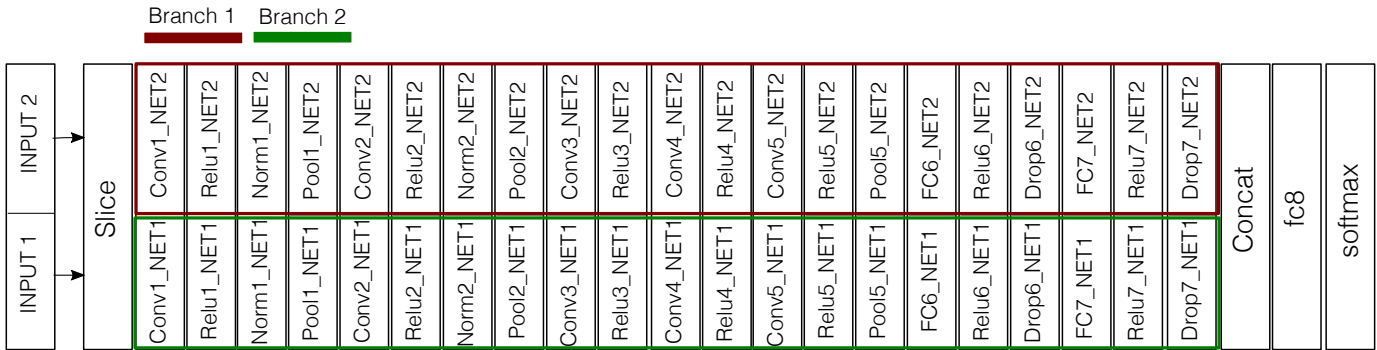 Branch 1 Branch 2
INPUT 2
INPUT 1
Slice
Conv1_NET2
Relu1_NET2
Norm1_NET2
Pool1_NET2
Conv2_NET2
Relu2_NET2
Norm2_NET2
Pool2_NET2
Conv3_NET2
Relu3_NET2
Conv4_NET2
Relu4_NET2
Conv5_NET2
Relu5_NET2
Pool5_NET2
FC6_NET2
Relu6_NET2
Drop6_NET2
FC7_NET2
Relu7_NET2
Drop7_NET2
Conv1_NET1
Relu1_NET1
Norm1_NET1
Pool1_NET1
Conv2_NET1
Relu2_NET1
Norm2_NET1
Pool2_NET1
Conv3_NET1
Relu3_NET1
Conv4_NET1
Relu4_NET1
Conv5_NET1
Relu5_NET1
Pool5_NET1
FC6_NET1
Relu6_NET1
Drop6_NET1
FC7_NET1
Relu7_NET1
Drop7_NET1
Concat
fc8
softmax